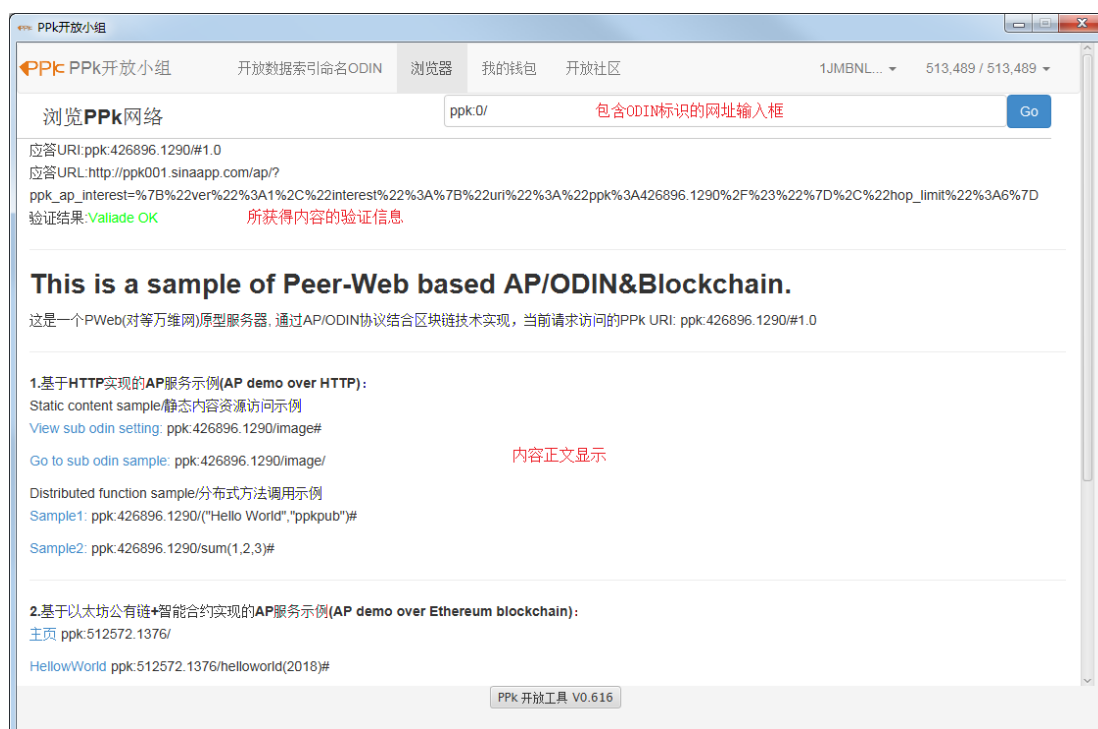 PPk开放小组
PPk PPk开放小组 开放数据索引命名ODIN 浏览器 我的钱包 开放社区 1JMBNL... 513,489 / 513,489
浏览PPk网络 ppk:0/ 包含ODIN标识的网址输入框 Go
应答URI:ppk:426896.1290/#1.0
应答URL:http://ppk001.sinaapp.com/ap/?
ppk_ap_interest=%7B%22ver%22%3A1%2C%22interest%22%3A%7B%22uri%22%3A%22ppk%3A426896.1290%2F%23%22%7D%2C%22hop_limit%22%3A6%7D
验证结果:Valiade OK 所获得内容的验证信息
This is a sample of Peer-Web based AP/ODIN&Blockchain.
这是一个PWeb(对等万维网)原型服务器, 通过AP/ODIN协议结合区块链技术实现，当前请求访问的PPk URI: ppk:426896.1290/#1.0
1.基于HTTP实现的AP服务示例(AP demo over HTTP)：
Static content sample/静态内容资源访问示例
View sub odin setting: ppk:426896.1290/image#
Go to sub odin sample: ppk:426896.1290/image/
内容正文显示
Distributed function sample/分布式方法调用示例
Sample1: ppk:426896.1290/("Hello World","ppkpub")#
Sample2: ppk:426896.1290/sum(1,2,3)#
2.基于以太坊公有链+智能合约实现的AP服务示例(AP demo over Ethereum blockchain)：
主页 ppk:512572.1376/
HellowWorld ppk:512572.1376/helloworld(2018)#
PPk 开放工具 V0.616